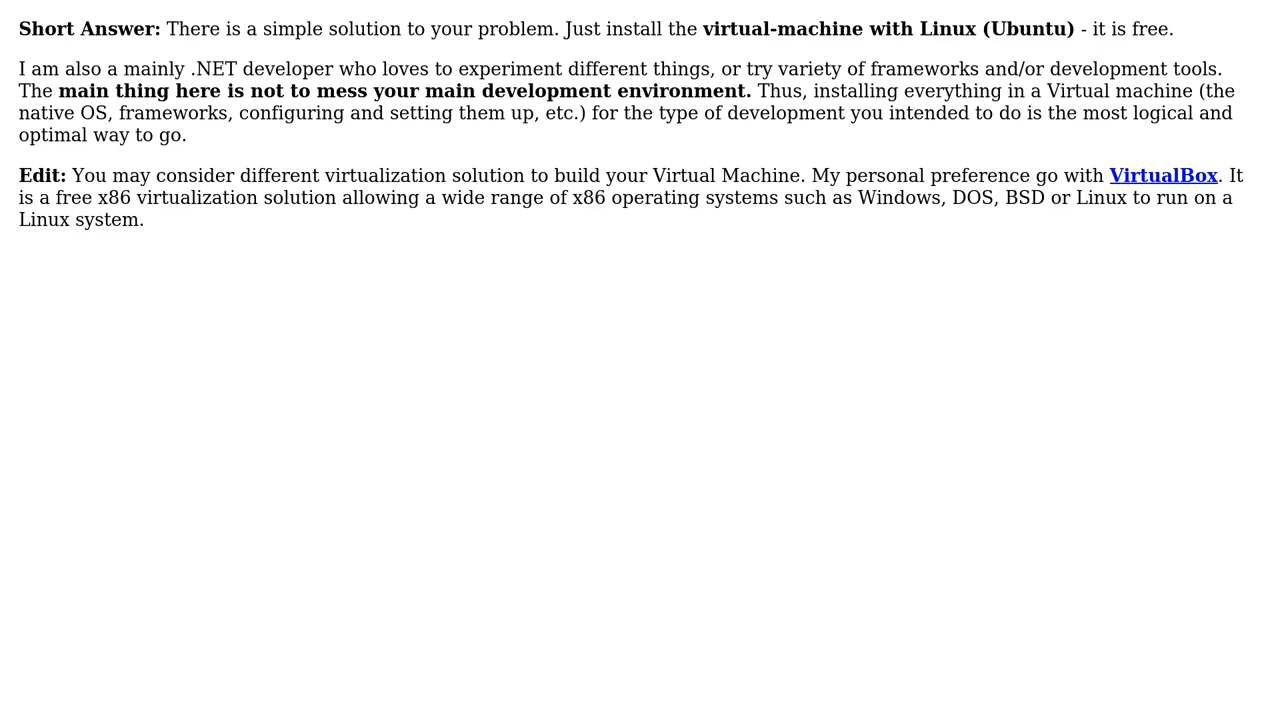 Short Answer: There is a simple solution to your problem. Just install the virtual-machine with Linux (Ubuntu) - it is free.
I am also a mainly .NET developer who loves to experiment different things, or try variety of frameworks and/or development tools.
The main thing here is not to mess your main development environment. Thus, installing everything in a Virtual machine (the
native OS, frameworks, configuring and setting them up, etc.) for the type of development you intended to do is the most logical and
optimal way to go.
Edit: You may consider different virtualization solution to build your Virtual Machine. My personal preference go with VirtualBox. It
is a free x86 virtualization solution allowing a wide range of x86 operating systems such as Windows, DOS, BSD or Linux to run on a
Linux system.